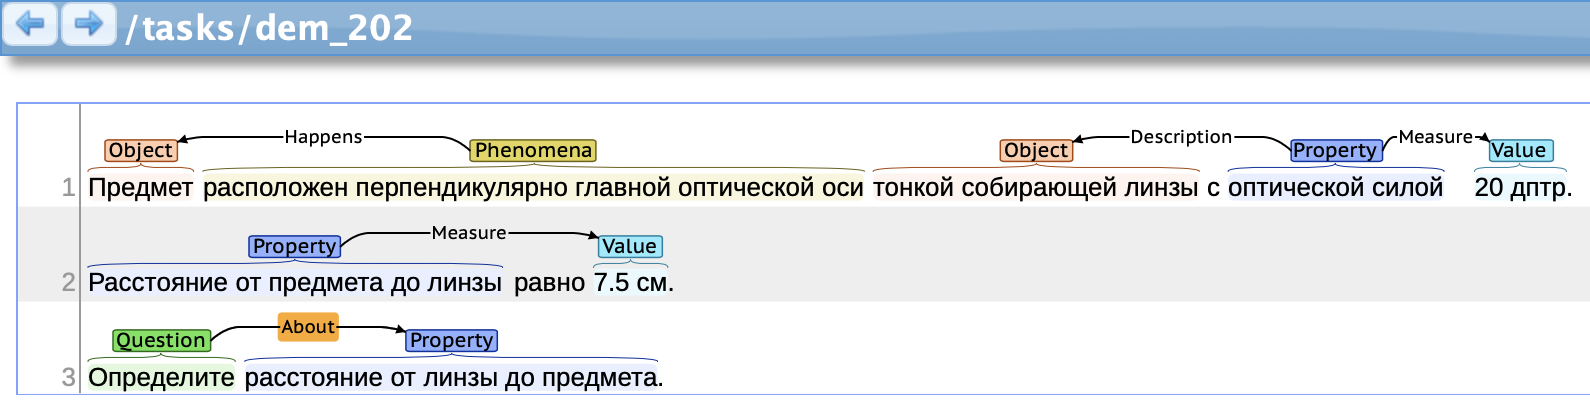 /tasks/dem_202
Object Happens Phenomena Object Description Property Measure Value
1 Предмет расположен перпендикулярно главной оптической оси тонкой собирающей линзы с оптической силой 20 дптр.
Property Measure Value
2 Расстояние от предмета до линзы равно 7.5 см.
Question About Property
3 Определите расстояние от линзы до предмета.